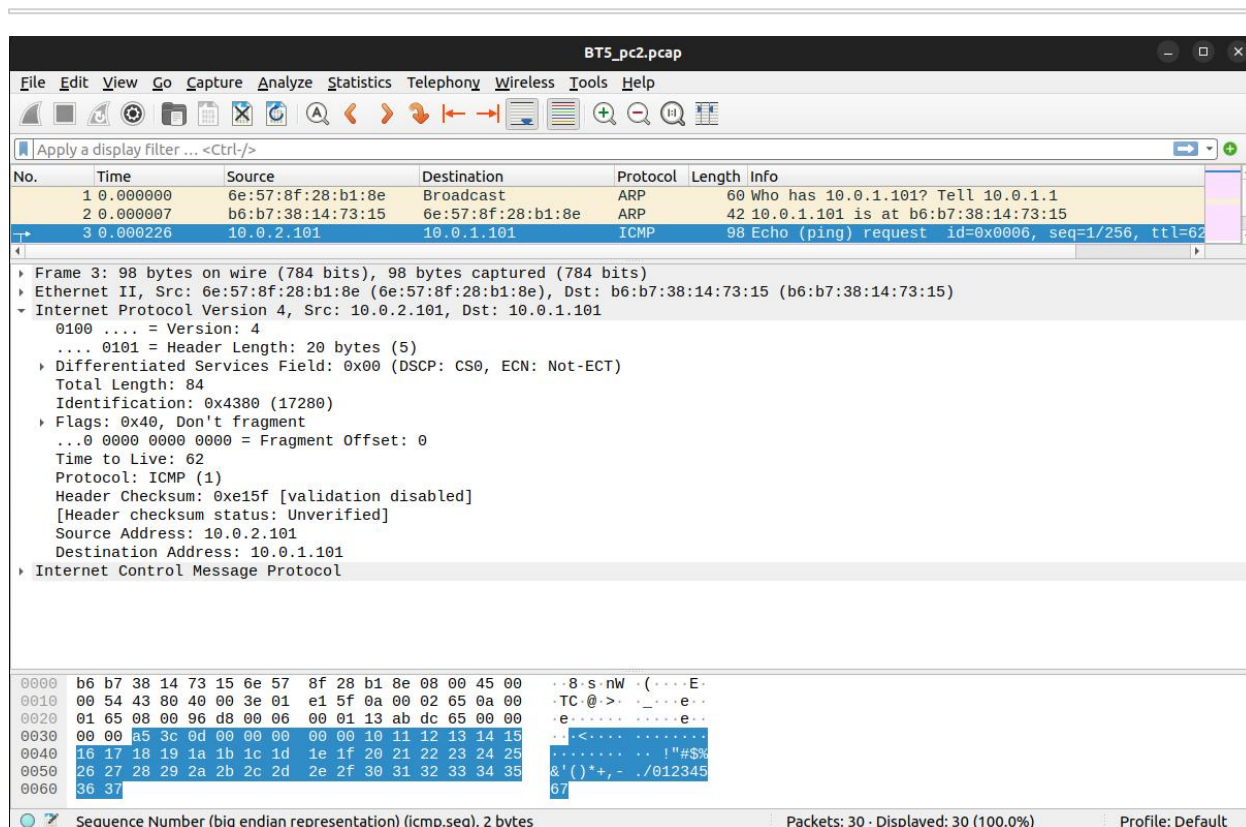 BT5_pc2.pcap
File Edit View Go Capture Analyze Statistics Telephony Wireless Tools Help
Apply a display filter ... <Ctrl-/>
No. Time Source Destination Protocol Length Info
1 0.000000 6e:57:8f:28:b1:8e Broadcast ARP 60 Who has 10.0.1.101? Tell 10.0.1.1
2 0.000007 b6:b7:38:14:73:15 6e:57:8f:28:b1:8e ARP 42 10.0.1.101 is at b6:b7:38:14:73:15
3 0.000226 10.0.2.101 10.0.1.101 ICMP 98 Echo (ping) request id=0x0006, seq=1/256, ttl=62
Frame 3: 98 bytes on wire (784 bits), 98 bytes captured (784 bits)
Ethernet II, Src: 6e:57:8f:28:b1:8e (6e:57:8f:28:b1:8e), Dst: b6:b7:38:14:73:15 (b6:b7:38:14:73:15)
Internet Protocol Version 4, Src: 10.0.2.101, Dst: 10.0.1.101
0100 .... = Version: 4
.... 0101 = Header Length: 20 bytes (5)
Differentiated Services Field: 0x00 (DSCP: CS0, ECN: Not-ECT)
Total Length: 84
Identification: 0x4380 (17280)
Flags: 0x40, Don't fragment
...0 0000 0000 0000 = Fragment Offset: 0
Time to Live: 62
Protocol: ICMP (1)
Header Checksum: 0xe15f [validation disabled]
[Header checksum status: Unverified]
Source Address: 10.0.2.101
Destination Address: 10.0.1.101
Internet Control Message Protocol
0000 b6 b7 38 14 73 15 6e 57 8f 28 b1 8e 08 00 45 00 ··8·s·nW ·(····E·
0010 00 54 43 80 40 00 3e 01 e1 5f 0a 00 02 65 0a 00 ·TC·@·>· ·_···e··
0020 01 65 08 00 96 d8 00 06 00 01 13 ab dc 65 00 00 ·e······ ·····e··
0030 00 00 a5 3c 0d 00 00 00 00 00 10 11 12 13 14 15 ···<···· ········
0040 16 17 18 19 1a 1b 1c 1d 1e 1f 20 21 22 23 24 25 ········ ·· !"#$%
0050 26 27 28 29 2a 2b 2c 2d 2e 2f 30 31 32 33 34 35 &'()*+,- ./012345
0060 36 37 67
Sequence Number (big endian representation) (icmp.seq), 2 bytes Packets: 30 · Displayed: 30 (100.0%) Profile: Default